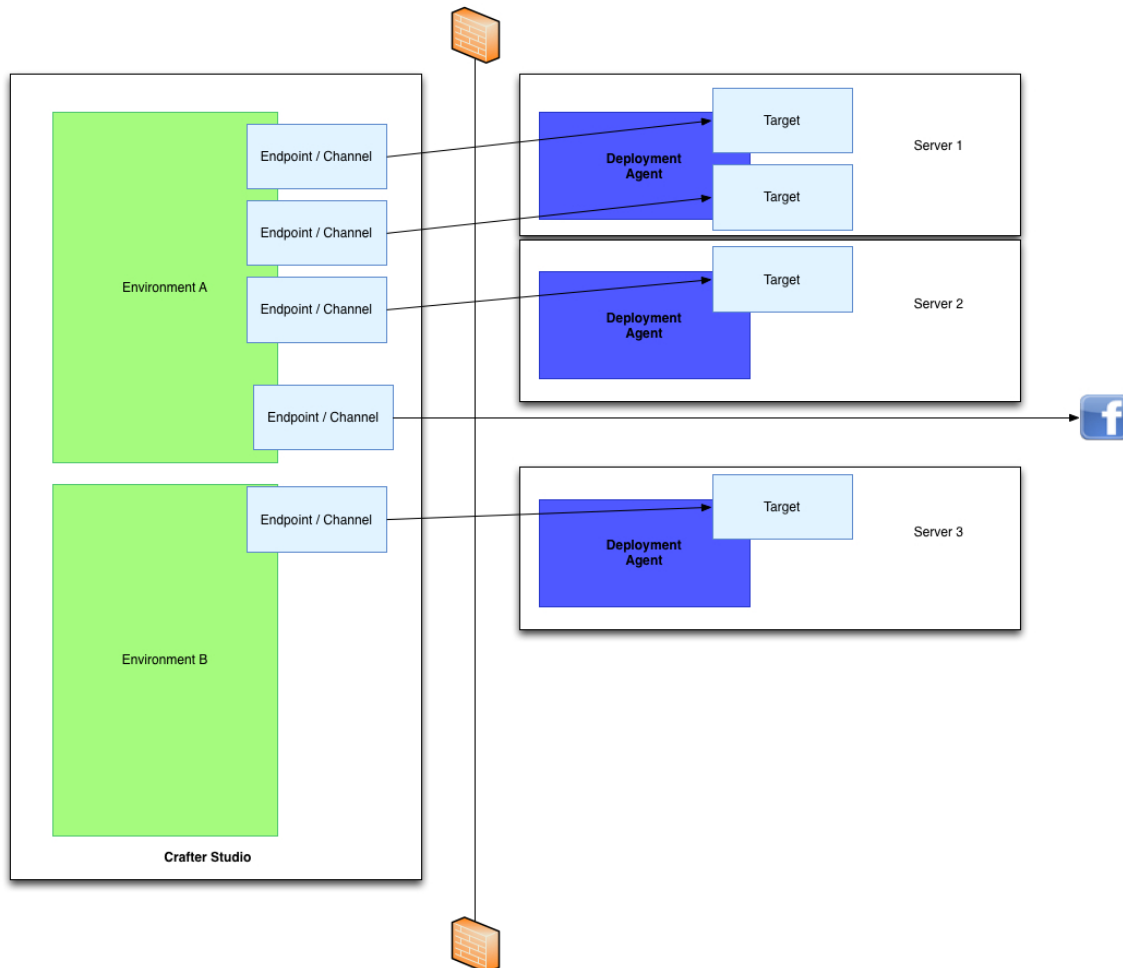 Endpoint / Channel
Endpoint / Channel
Environment A
Endpoint / Channel
Endpoint / Channel
Endpoint / Channel
Environment B
Crafter Studio
Target
Deployment
Agent
Target
Server 1
Target
Deployment
Agent
Server 2
f
Target
Deployment
Agent
Server 3